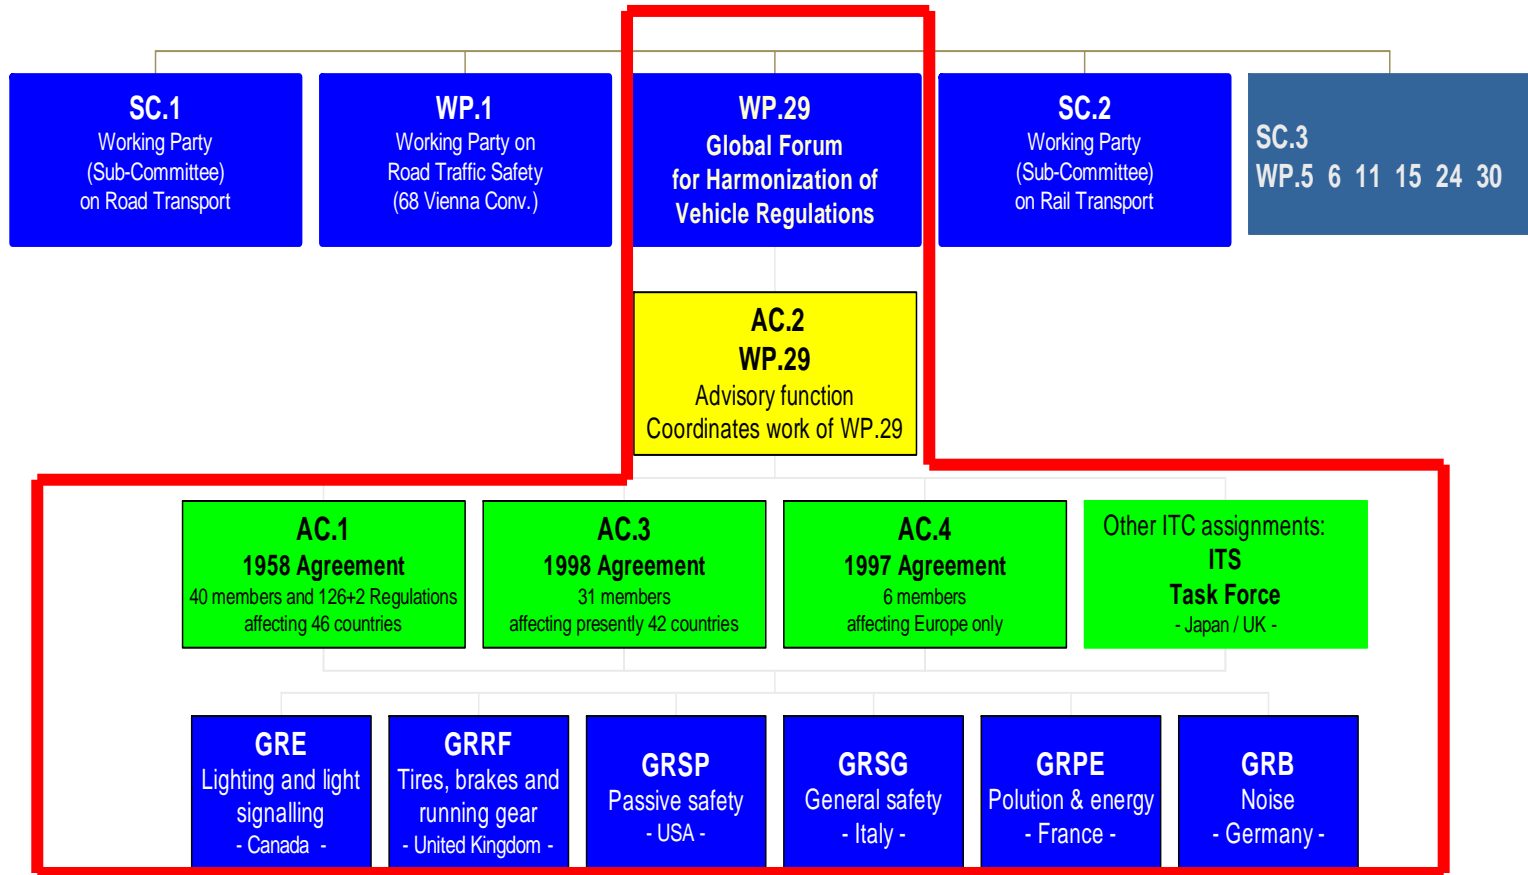 SC.1
Working Party
(Sub-Committee)
on Road Transport
WP.1
Working Party on
Road Traffic Safety
(68 Vienna Conv.)
WP.29
Global Forum
for Harmonization of
Vehicle Regulations
SC.2
Working Party
(Sub-Committee)
on Rail Transport
SC.3
WP.5 6 11 15 24 30
AC.2
WP.29
Advisory function
Coordinates work of WP.29
AC.1
1958 Agreement
40 members and 126+2 Regulations
affecting 46 countries
AC.3
1998 Agreement
31 members
affecting presently 42 countries
AC.4
1997 Agreement
6 members
affecting Europe only
Other ITC assignments:
ITS
Task Force
- Japan / UK -
GRE
Lighting and light
signalling
- Canada -
GRRF
Tires, brakes and
running gear
- United Kingdom -
GRSP
Passive safety
- USA -
GRSG
General safety
- Italy -
GRPE
Polution & energy
- France -
GRB
Noise
- Germany -